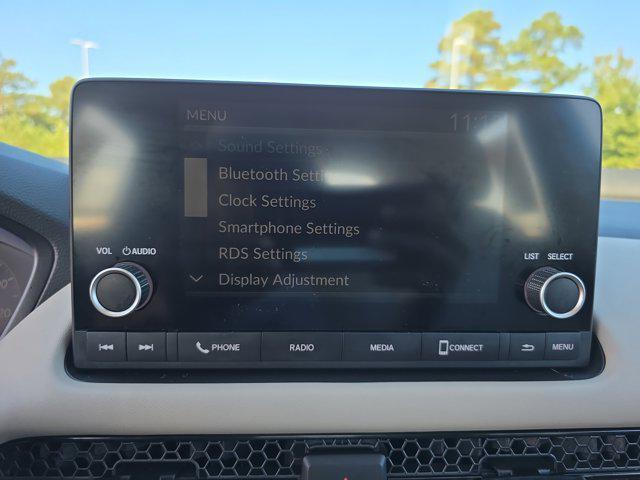 MENU
Sound Settings
Bluetooth
Clock Settings
Smartphone Settings
RDS Settings
Display Adjustment
VOL AUDIO
LIST SELECT
PHONE RADIO MEDIA CONNECT MENU